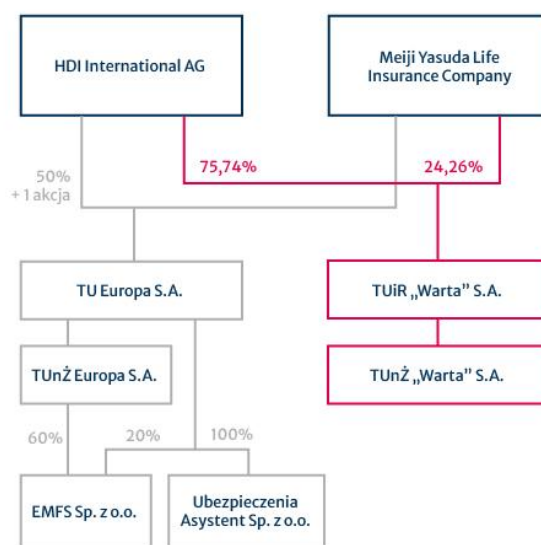 HDI International AG
Meiji Yasuda Life
Insurance Company
50%
+ 1 akcja
75,74%
24,26%
TU Europa S.A.
TUiR „Warta” S.A.
TUnŻ Europa S.A.
TUnŻ „Warta” S.A.
60%
20%
100%
EMFS Sp. z o.o.
Ubezpieczenia
Asystent Sp. z o.o.